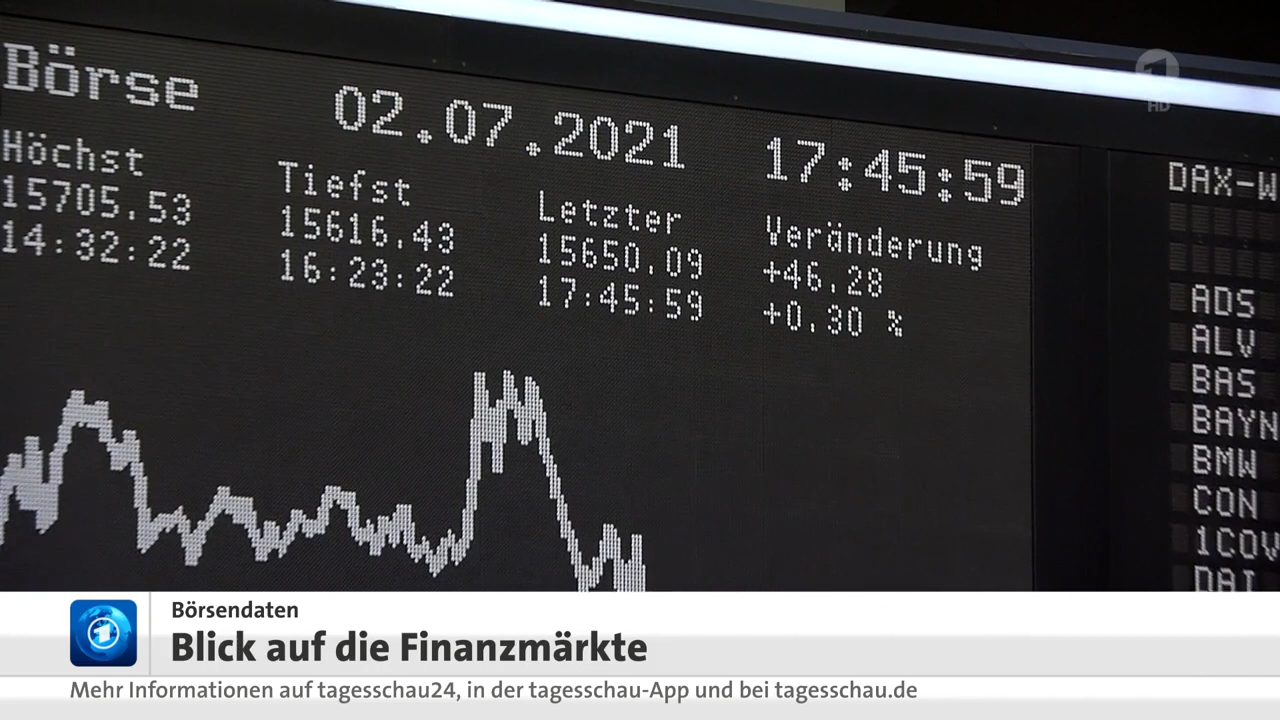 Börse 02.07.2021 17:45:59
Höchst Tiefst Letzter Veränderung
15705.53 15616.43 15650.09 +46.28
14:32:22 16:23:22 17:45:59 +0.30 %
DAX-W
ADS
ALV
BAS
BAYN
BMW
CON
1COV
DAI
HD
Börsendaten
Blick auf die Finanzmärkte
Mehr Informationen auf tagesschau24, in der tagesschau-App und bei tagesschau.de